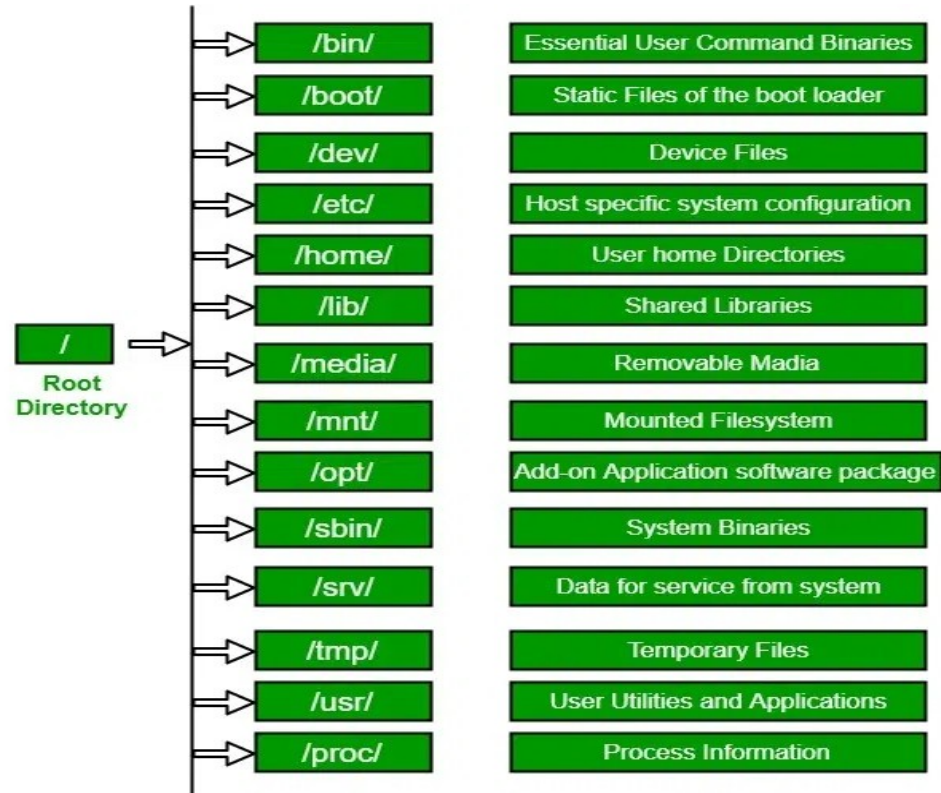 /bin/ Essential User Command Binaries
/boot/ Static Files of the boot loader
/dev/ Device Files
/etc/ Host specific system configuration
/home/ User home Directories
/lib/ Shared Libraries
/
Root
Directory
/media/ Removable Madia
/mnt/ Mounted Filesystem
/opt/ Add-on Application software package
/sbin/ System Binaries
/srv/ Data for service from system
/tmp/ Temporary Files
/usr/ User Utilities and Applications
/proc/ Process Information